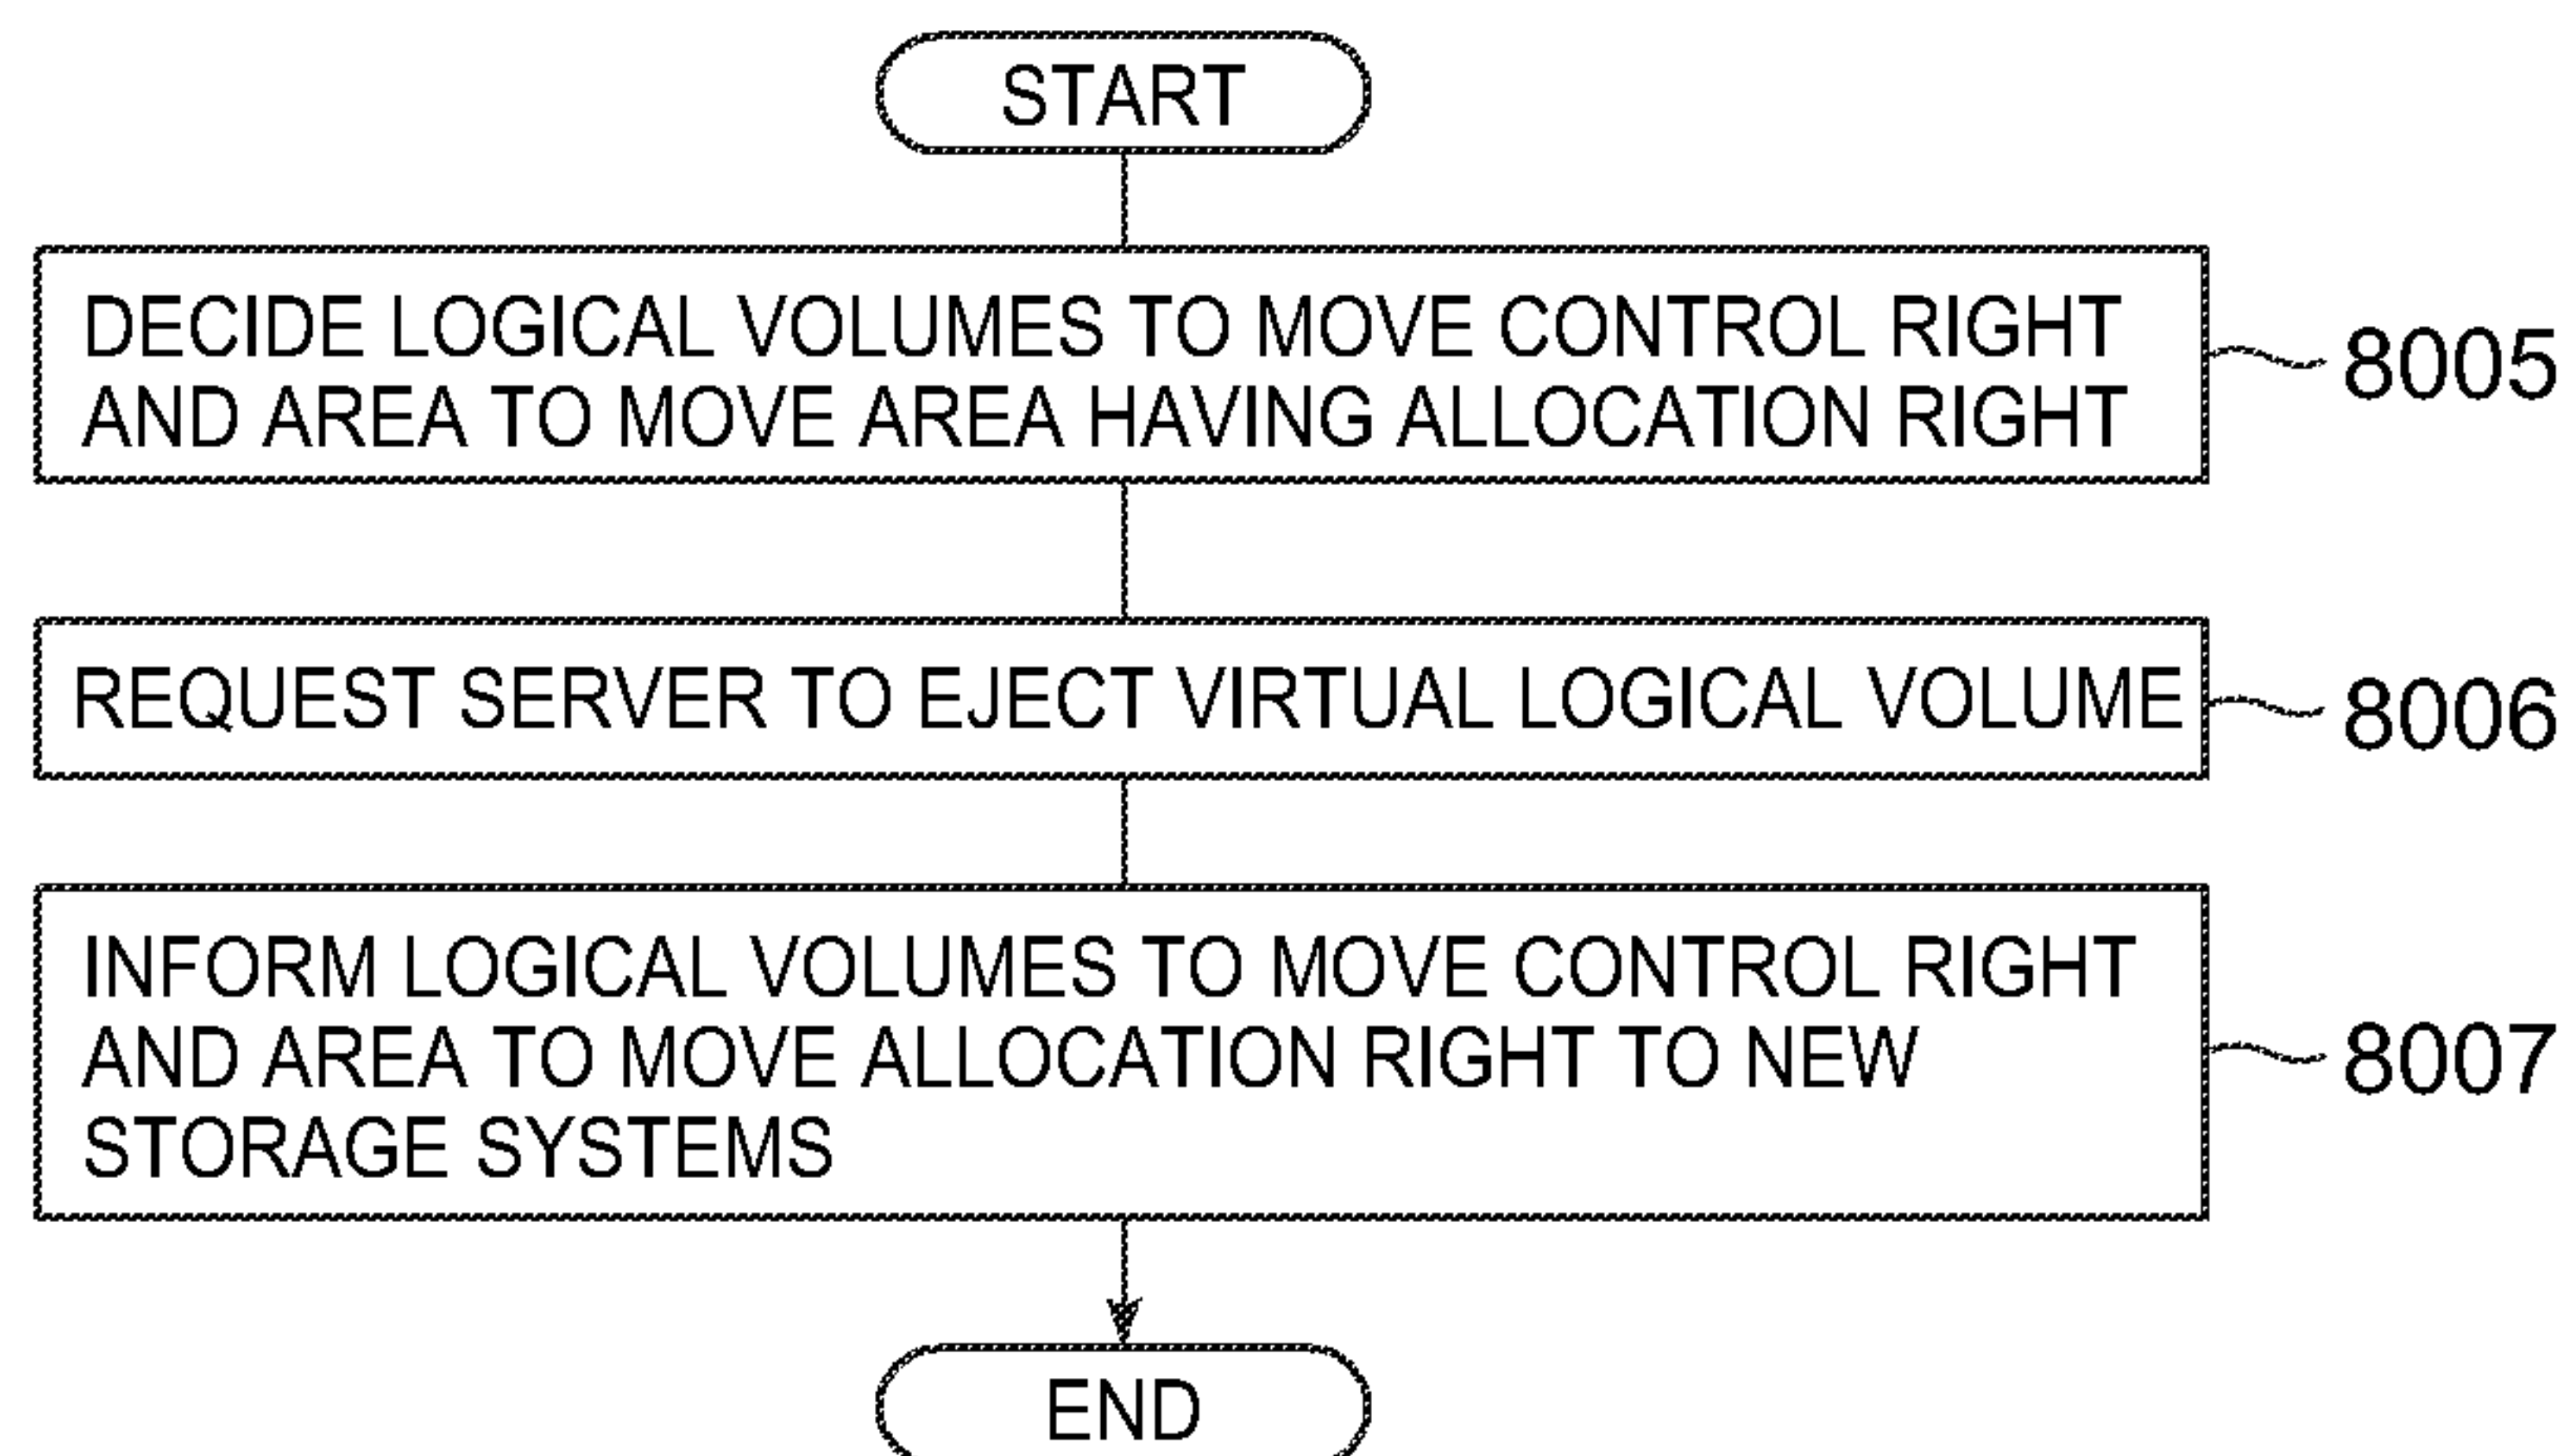 START
DECIDE LOGICAL VOLUMES TO MOVE CONTROL RIGHT
AND AREA TO MOVE AREA HAVING ALLOCATION RIGHT
8005
REQUEST SERVER TO EJECT VIRTUAL LOGICAL VOLUME
8006
INFORM LOGICAL VOLUMES TO MOVE CONTROL RIGHT
AND AREA TO MOVE ALLOCATION RIGHT TO NEW
STORAGE SYSTEMS
8007
END